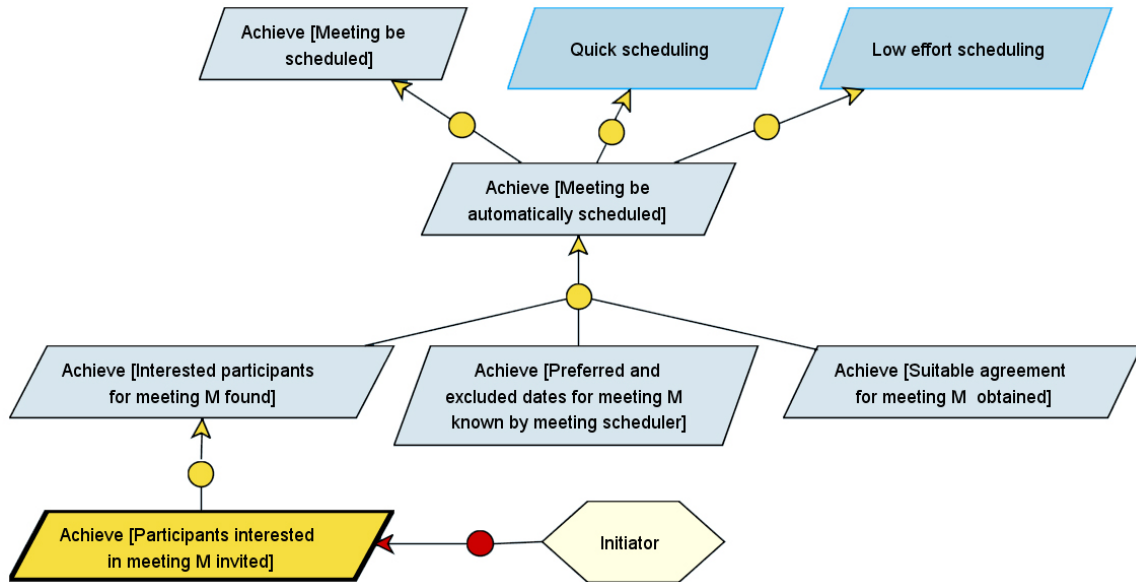 Achieve [Meeting be
scheduled]
Quick scheduling
Low effort scheduling
Achieve [Meeting be
automatically scheduled]
Achieve [Interested participants
for meeting M found]
Achieve [Preferred and
excluded dates for meeting M
known by meeting scheduler]
Achieve [Suitable agreement
for meeting M obtained]
Achieve [Participants interested
in meeting M invited]
Initiator